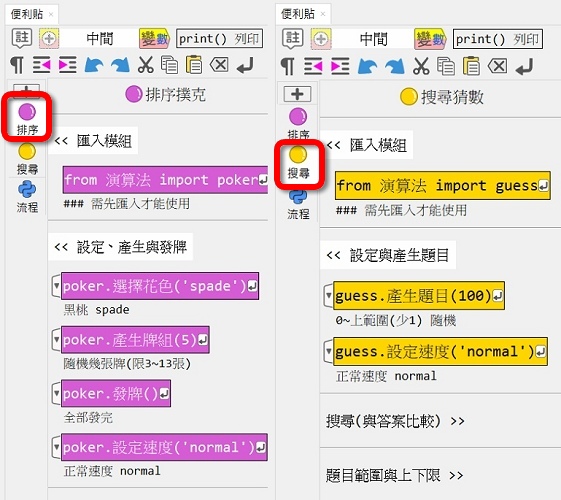 便利貼 ×
註 中間 變數 print() 列印
排序
搜尋
流程
排序撲克
<< 匯入模組
from 演算法 import poker
### 需先匯入才能使用
<< 設定、產生與發牌
poker.選擇花色('spade')
黑桃 spade
poker.產生牌組(5)
隨機幾張牌(限3~13張)
poker.發牌()
全部發完
poker.設定速度('normal')
正常速度 normal
便利貼 ×
註 中間 變數 print() 列印
排序
搜尋
流程
搜尋猜數
<< 匯入模組
from 演算法 import guess
### 需先匯入才能使用
<< 設定與產生題目
guess.產生題目(100)
0~上範圍(少1) 隨機
guess.設定速度('normal')
正常速度 normal
搜尋(與答案比較) >>
題目範圍與上下限 >>